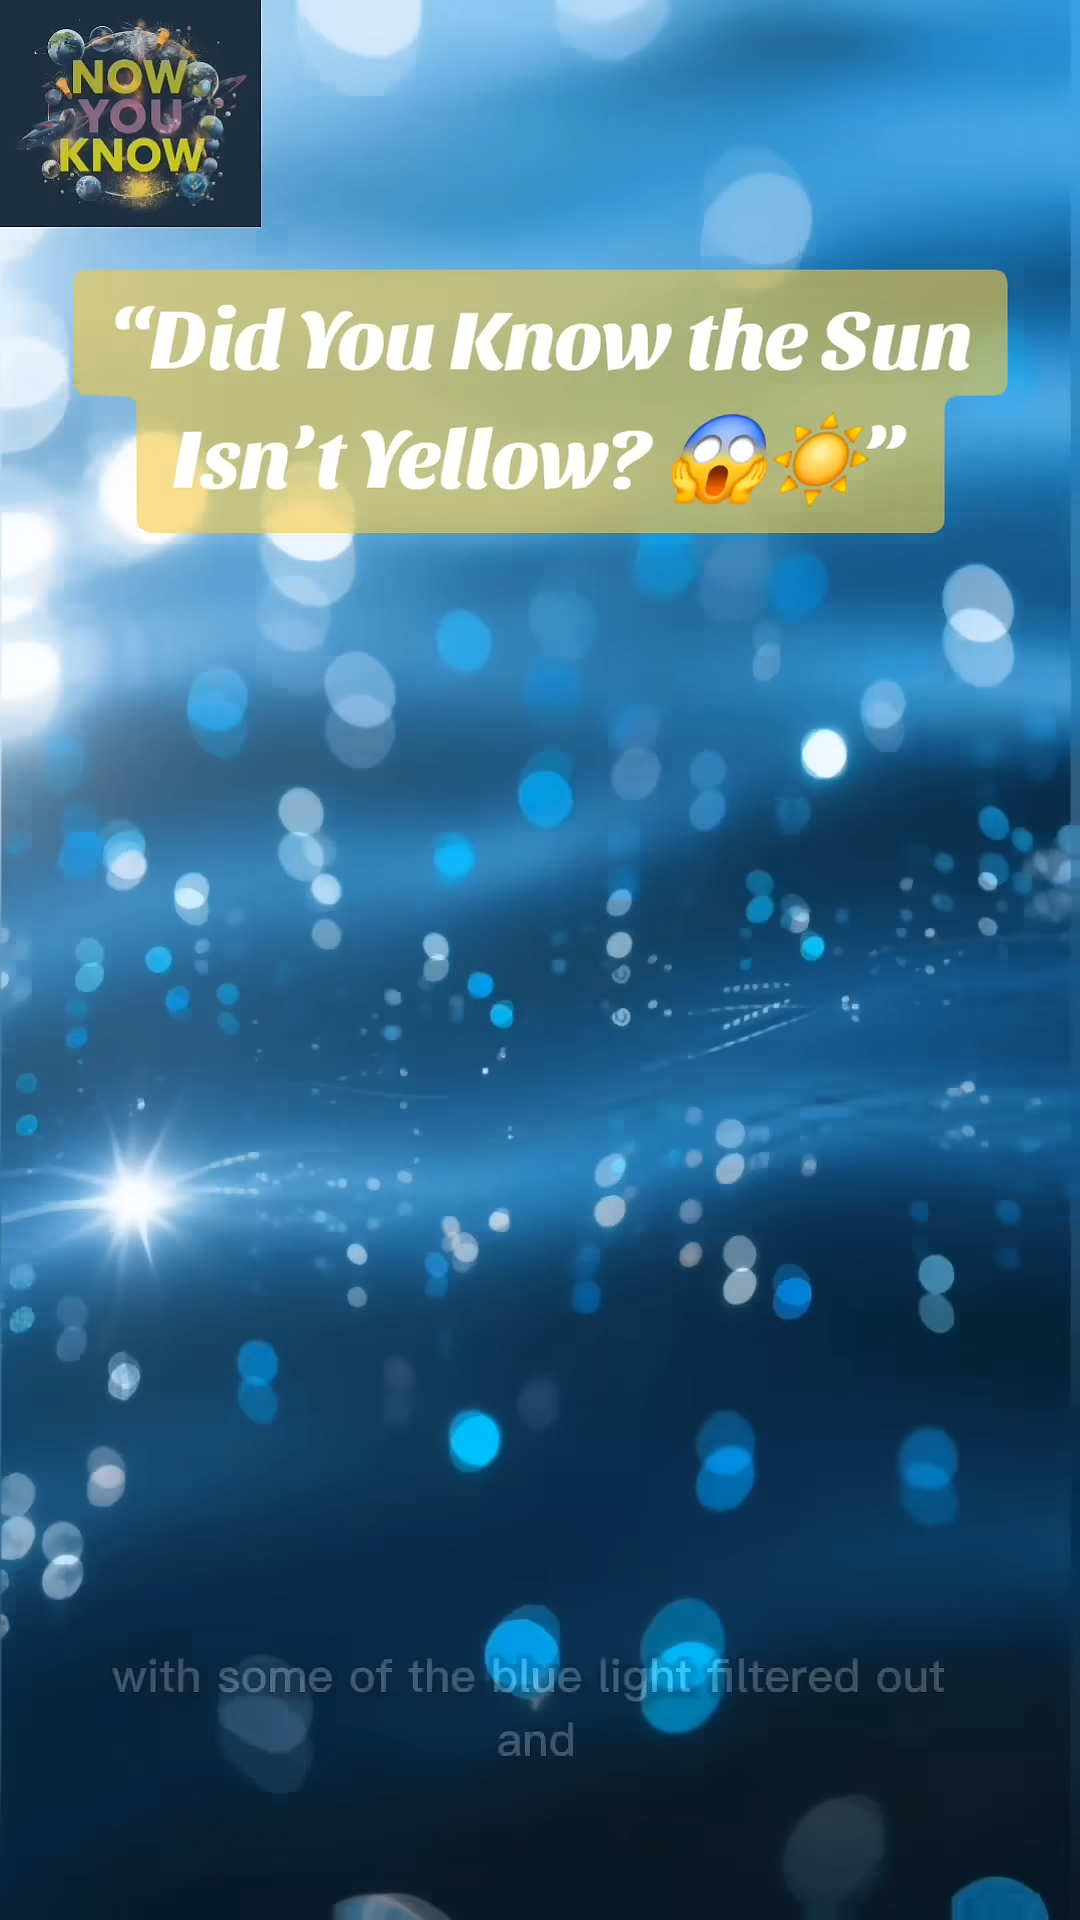 NOW
YOU
KNOW
“Did You Know the Sun
Isn’t Yellow? 😱☀️”
with some of the blue light filtered out
and